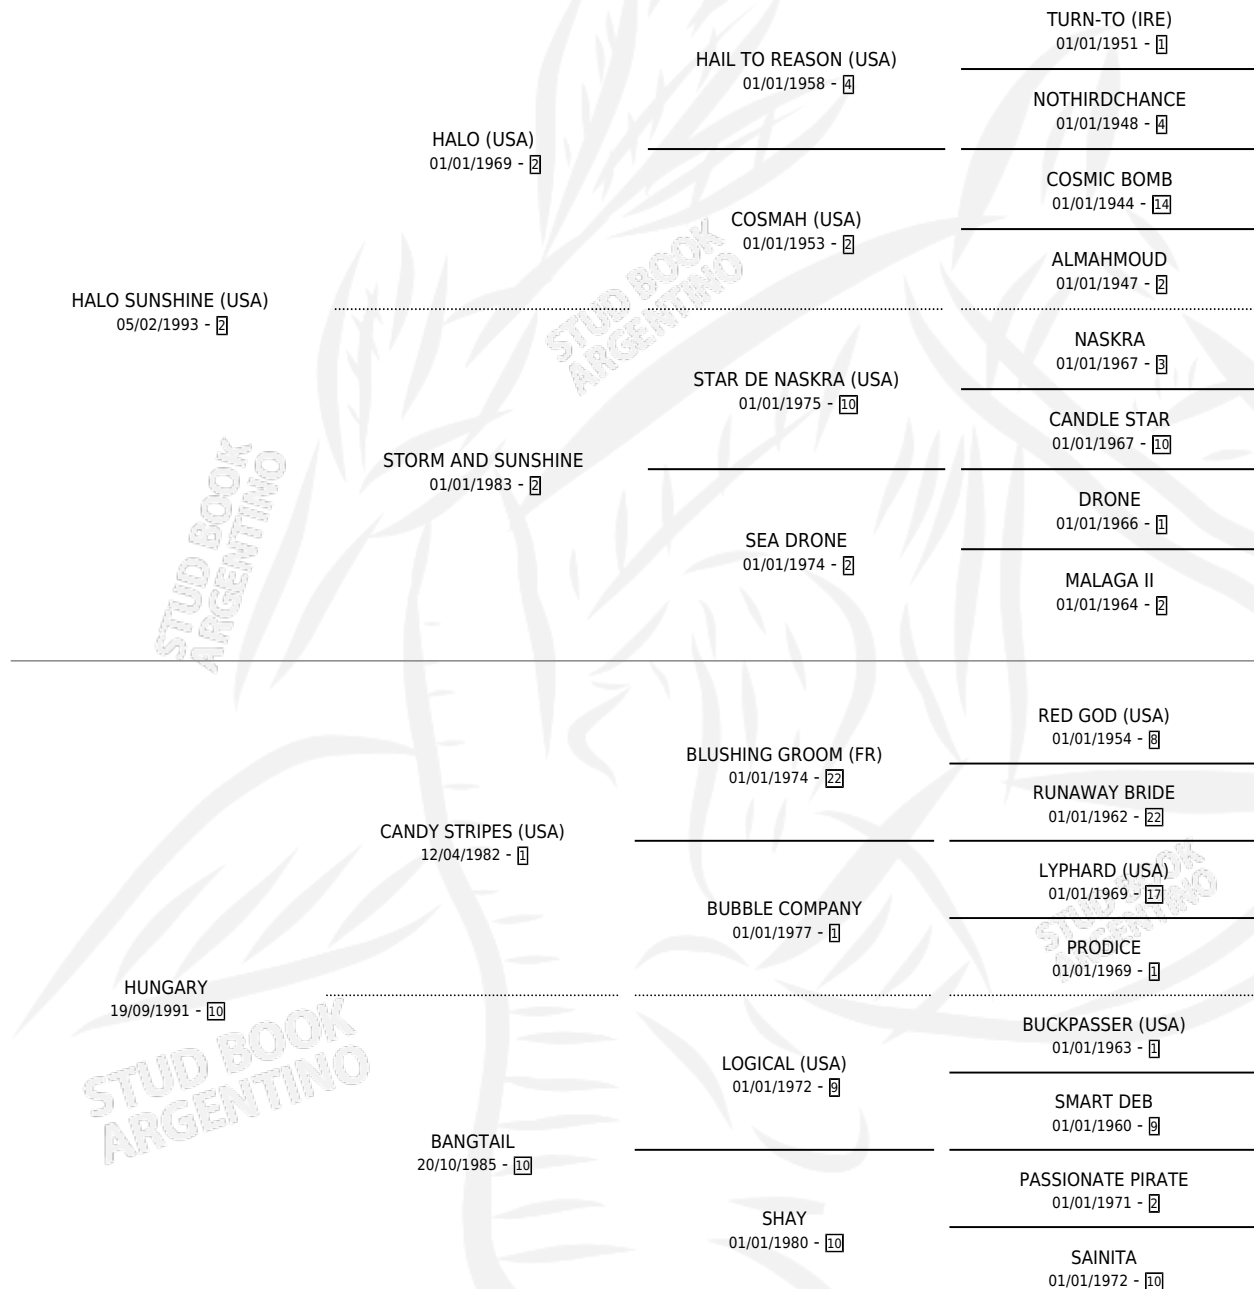 TURN-TO (IRE)
01/01/1951 - 1
HAIL TO REASON (USA)
01/01/1958 - 4
NOTHIRDCHANCE
01/01/1948 - 4
HALO (USA)
01/01/1969 - 2
COSMIC BOMB
01/01/1944 - 14
COSMAH (USA)
01/01/1953 - 2
ALMAHMOUD
01/01/1947 - 2
HALO SUNSHINE (USA)
05/02/1993 - 2
NASKRA
01/01/1967 - 3
STAR DE NASKRA (USA)
01/01/1975 - 10
CANDLE STAR
01/01/1967 - 10
STORM AND SUNSHINE
01/01/1983 - 2
DRONE
01/01/1966 - 1
SEA DRONE
01/01/1974 - 2
MALAGA II
01/01/1964 - 2
RED GOD (USA)
01/01/1954 - 8
BLUSHING GROOM (FR)
01/01/1974 - 22
RUNAWAY BRIDE
01/01/1962 - 22
CANDY STRIPES (USA)
12/04/1982 - 1
LYPHARD (USA)
01/01/1969 - 17
BUBBLE COMPANY
01/01/1977 - 1
PRODICE
01/01/1969 - 1
HUNGARY
19/09/1991 - 10
BUCKPASSER (USA)
01/01/1963 - 1
LOGICAL (USA)
01/01/1972 - 9
SMART DEB
01/01/1960 - 9
BANGTAIL
20/10/1985 - 10
PASSIONATE PIRATE
01/01/1971 - 2
SHAY
01/01/1980 - 10
SAINITA
01/01/1972 - 10
STUD BOOK
ARGENTINO
STUD BOOK
ARGENTINO
STUD BOOK
ARGENTINO
STUD BOOK
ARGENTINO